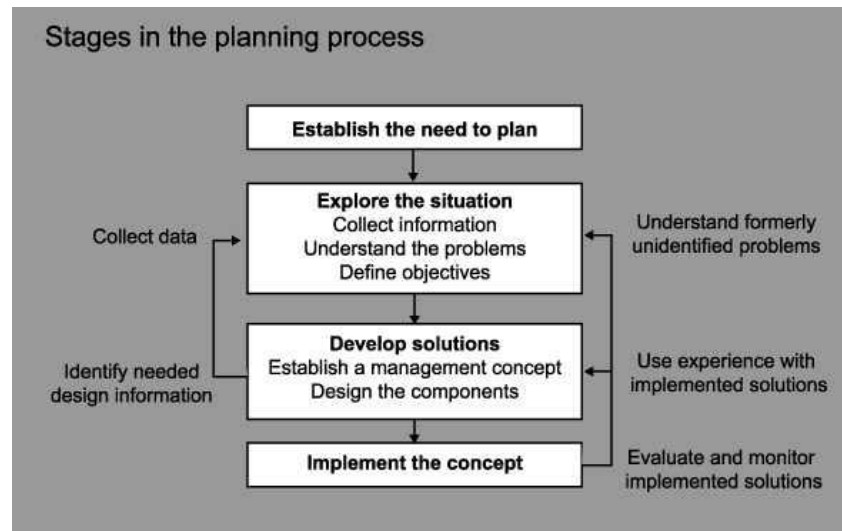 Stages in the planning process
Establish the need to plan
Explore the situation
Collect information
Understand the problems
Define objectives
Collect data
Understand formerly
unidentified problems
Develop solutions
Establish a management concept
Design the components
Identify needed
design information
Use experience with
implemented solutions
Implement the concept
Evaluate and monitor
implemented solutions